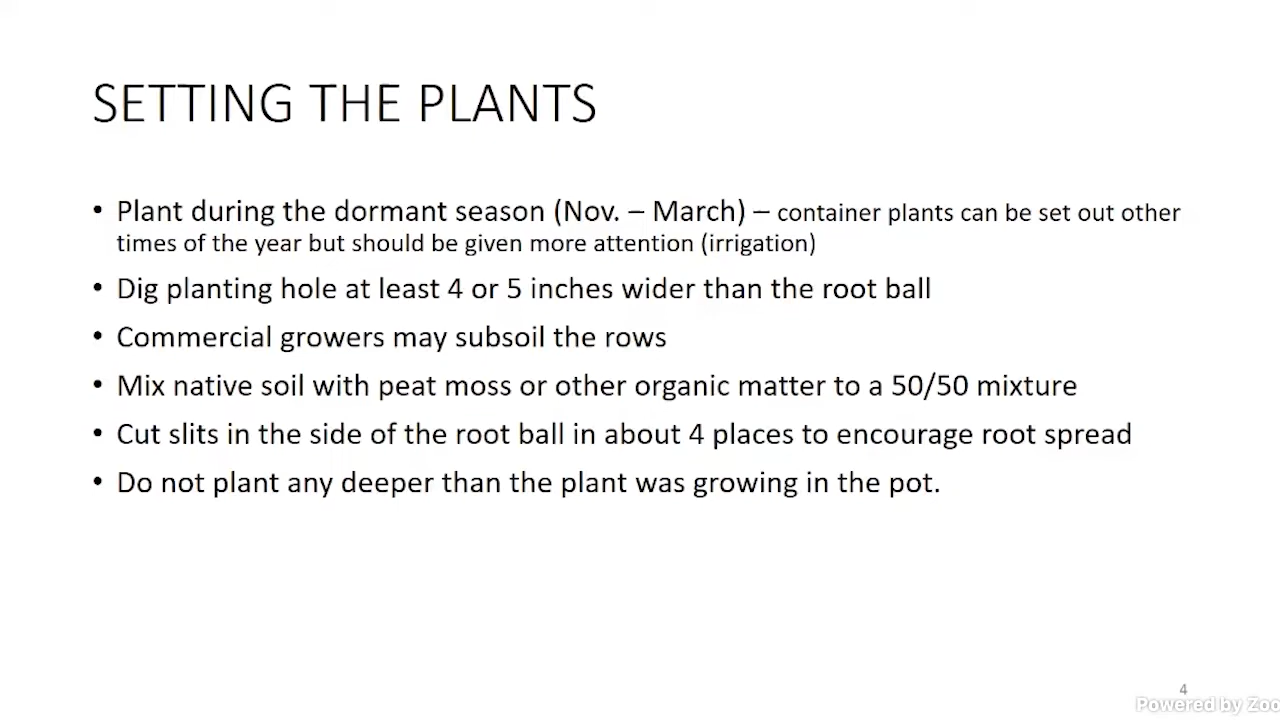 SETTING THE PLANTS
• Plant during the dormant season (Nov. – March) – container plants can be set out other
times of the year but should be given more attention (irrigation)
• Dig planting hole at least 4 or 5 inches wider than the root ball
• Commercial growers may subsoil the rows
• Mix native soil with peat moss or other organic matter to a 50/50 mixture
• Cut slits in the side of the root ball in about 4 places to encourage root spread
• Do not plant any deeper than the plant was growing in the pot.
4
Powered by Zoo